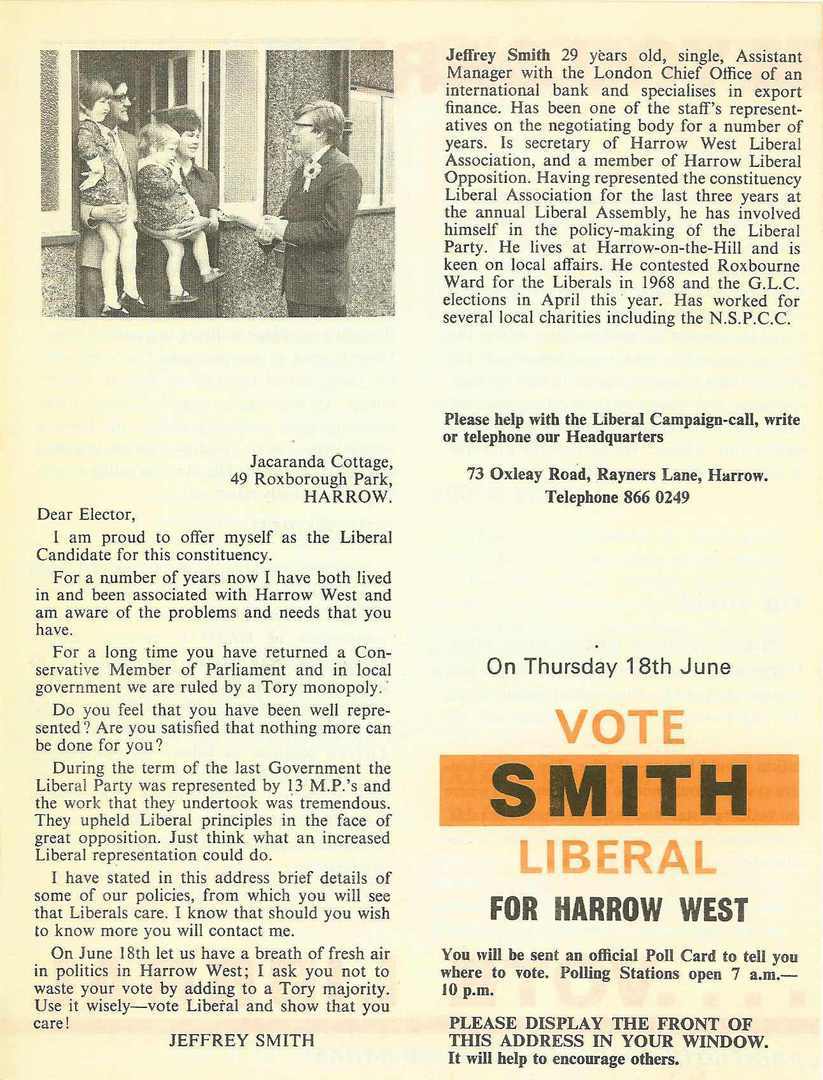 Jacaranda Cottage,
49 Roxborough Park,
HARROW.
Dear Elector,
I am proud to offer myself as the Liberal
Candidate for this constituency.
For a number of years now I have both lived
in and been associated with Harrow West and
am aware of the problems and needs that you
have.
For a long time you have returned a Con-
servative Member of Parliament and in local
government we are ruled by a Tory monopoly.
Do you feel that you have been well repre-
sented? Are you satisfied that nothing more can
be done for you?
During the term of the last Government the
Liberal Party was represented by 13 M.P.'s and
the work that they undertook was tremendous.
They upheld Liberal principles in the face of
great opposition. Just think what an increased
Liberal representation could do.
I have stated in this address brief details of
some of our policies, from which you will see
that Liberals care. I know that should you wish
to know more you will contact me.
On June 18th let us have a breath of fresh air
in politics in Harrow West; I ask you not to
waste your vote by adding to a Tory majority.
Use it wisely—vote Liberal and show that you
care!
JEFFREY SMITH
Jeffrey Smith 29 years old, single, Assistant
Manager with the London Chief Office of an
international bank and specialises in export
finance. Has been one of the staff's represent-
atives on the negotiating body for a number of
years. Is secretary of Harrow West Liberal
Association, and a member of Harrow Liberal
Opposition. Having represented the constituency
Liberal Association for the last three years at
the annual Liberal Assembly, he has involved
himself in the policy-making of the Liberal
Party. He lives at Harrow-on-the-Hill and is
keen on local affairs. He contested Roxbourne
Ward for the Liberals in 1968 and the G.L.C.
elections in April this year. Has worked for
several local charities including the N.S.P.C.C.
Please help with the Liberal Campaign-call, write
or telephone our Headquarters
73 Oxleay Road, Rayners Lane, Harrow.
Telephone 866 0249
On Thursday 18th June
VOTE
SMITH
LIBERAL
FOR HARROW WEST
You will be sent an official Poll Card to tell you
where to vote. Polling Stations open 7 a.m.—
10 p.m.
PLEASE DISPLAY THE FRONT OF
THIS ADDRESS IN YOUR WINDOW.
It will help to encourage others.